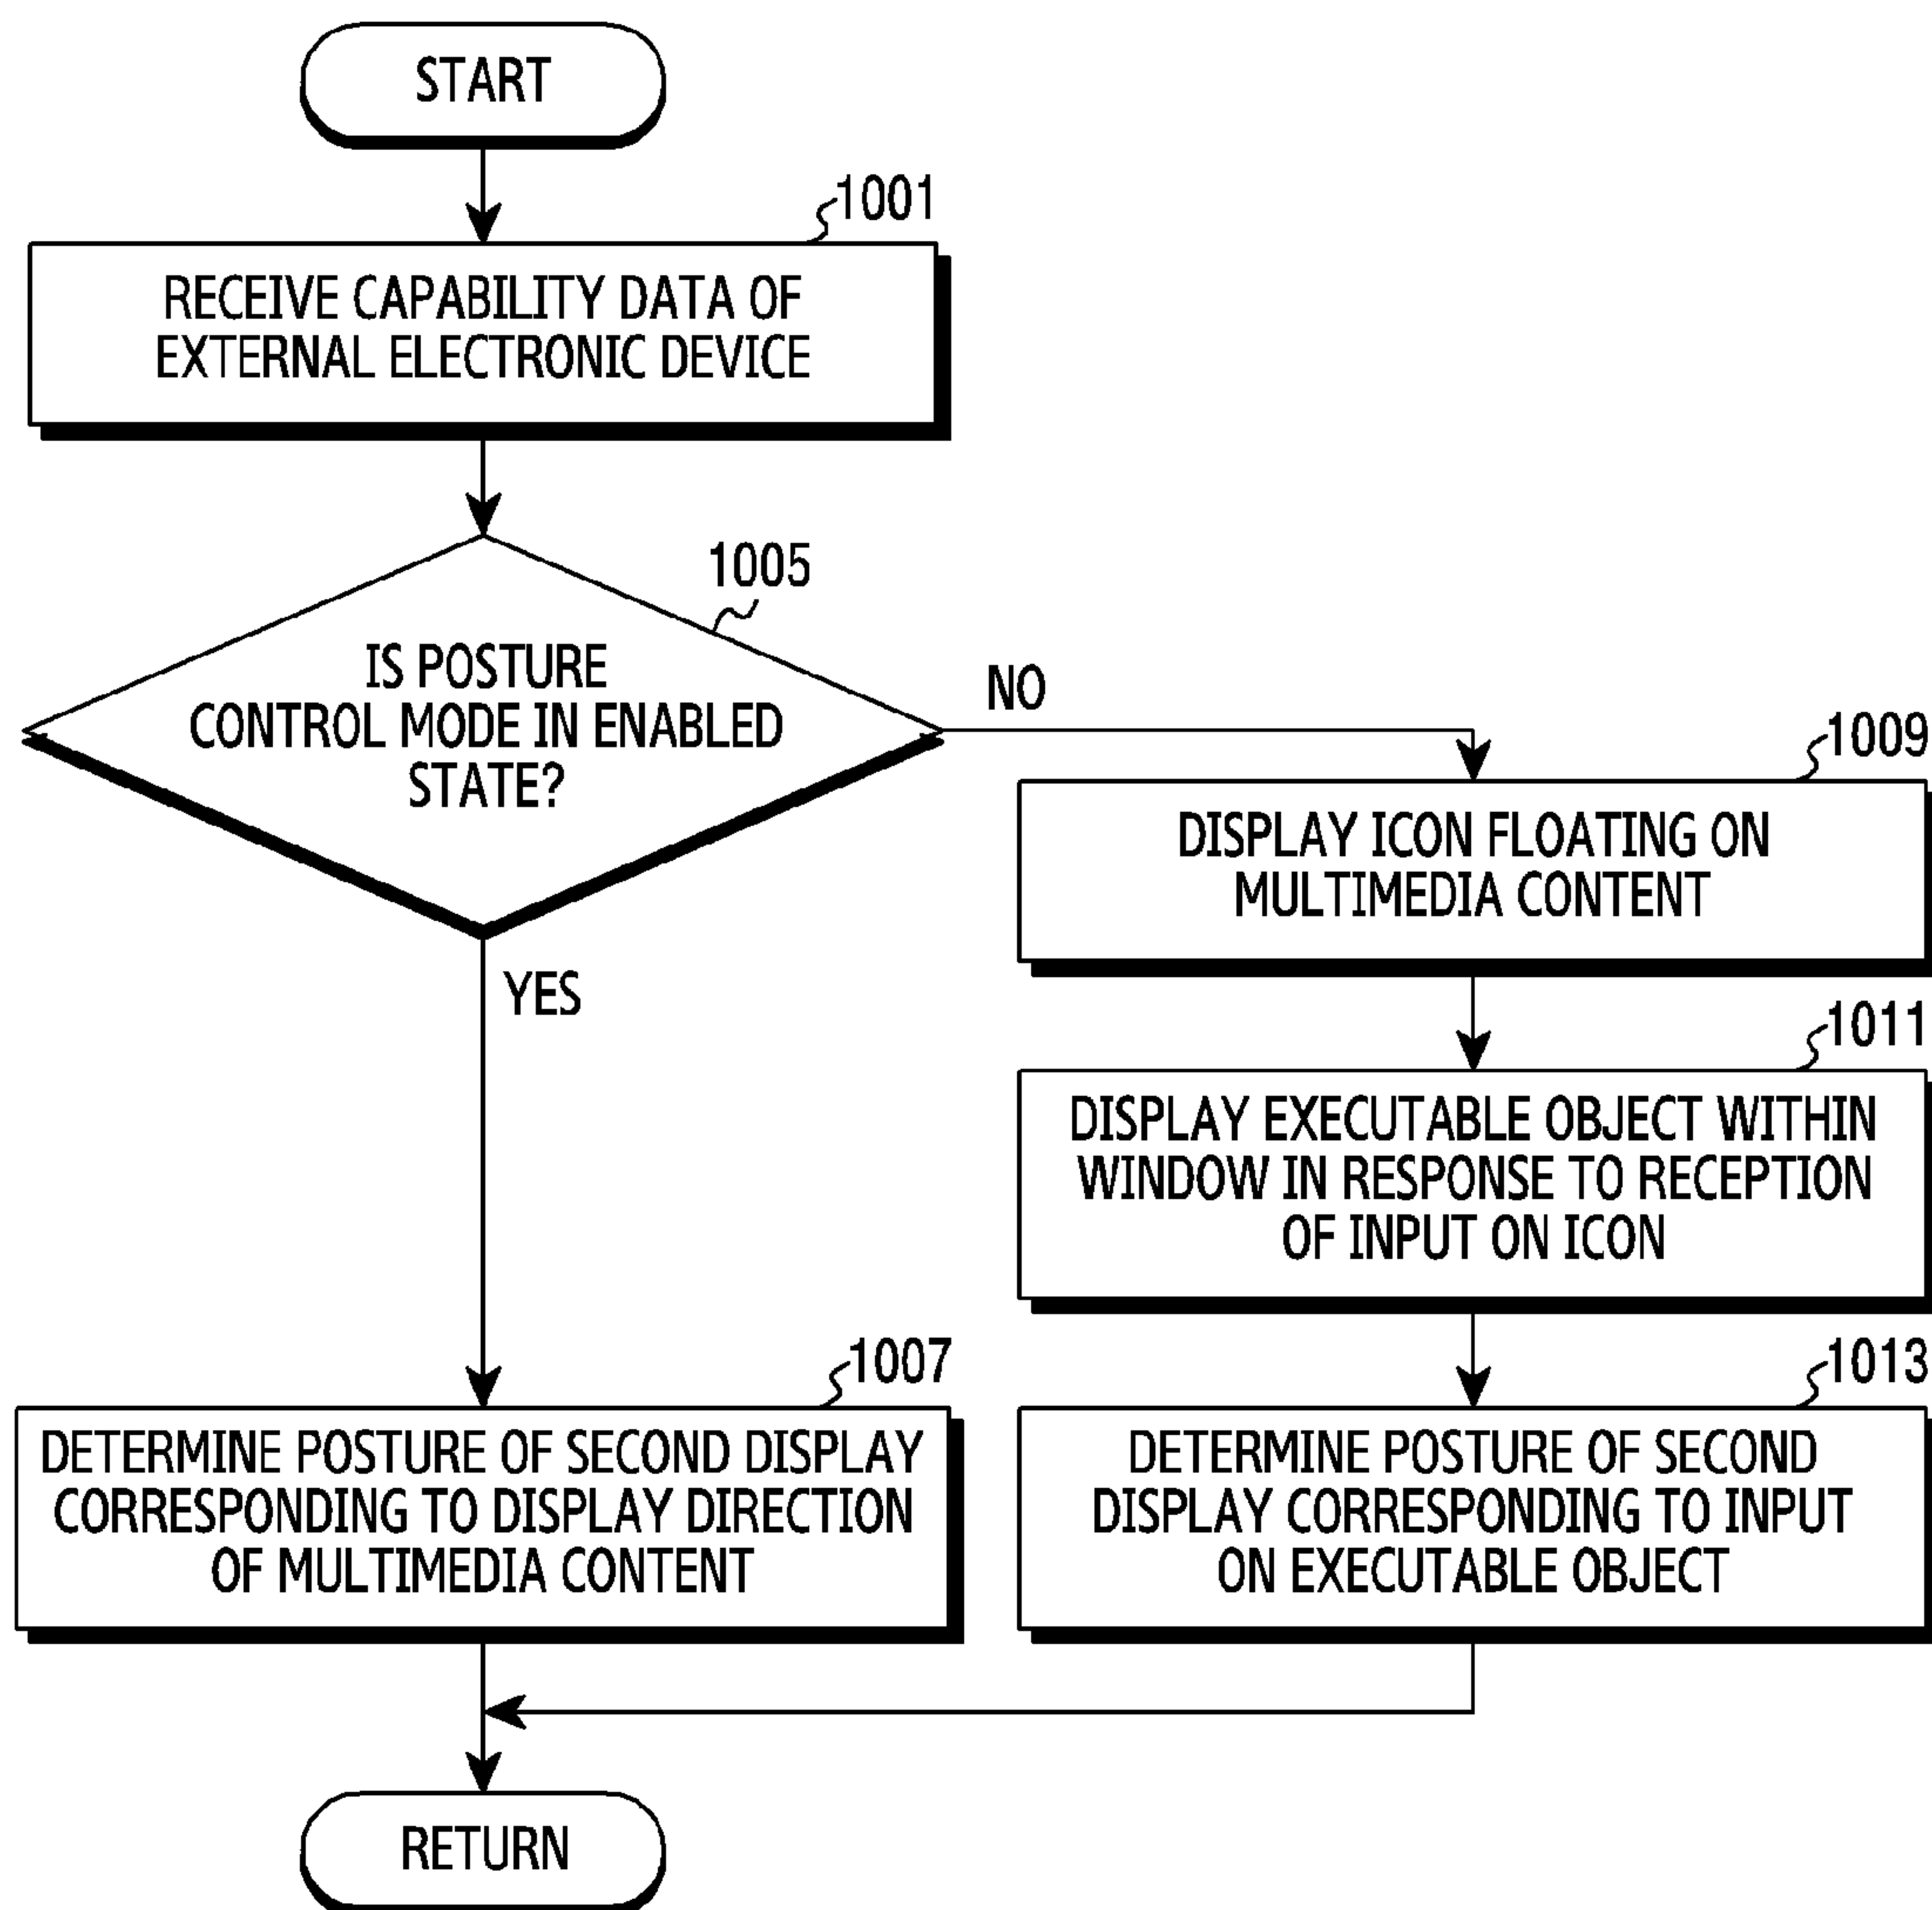 START
1001
RECEIVE CAPABILITY DATA OF
EXTERNAL ELECTRONIC DEVICE
1005
IS POSTURE
CONTROL MODE IN ENABLED
STATE?
NO
YES
1009
DISPLAY ICON FLOATING ON
MULTIMEDIA CONTENT
1011
DISPLAY EXECUTABLE OBJECT WITHIN
WINDOW IN RESPONSE TO RECEPTION
OF INPUT ON ICON
1007
DETERMINE POSTURE OF SECOND DISPLAY
CORRESPONDING TO DISPLAY DIRECTION
OF MULTIMEDIA CONTENT
1013
DETERMINE POSTURE OF SECOND
DISPLAY CORRESPONDING TO INPUT
ON EXECUTABLE OBJECT
RETURN